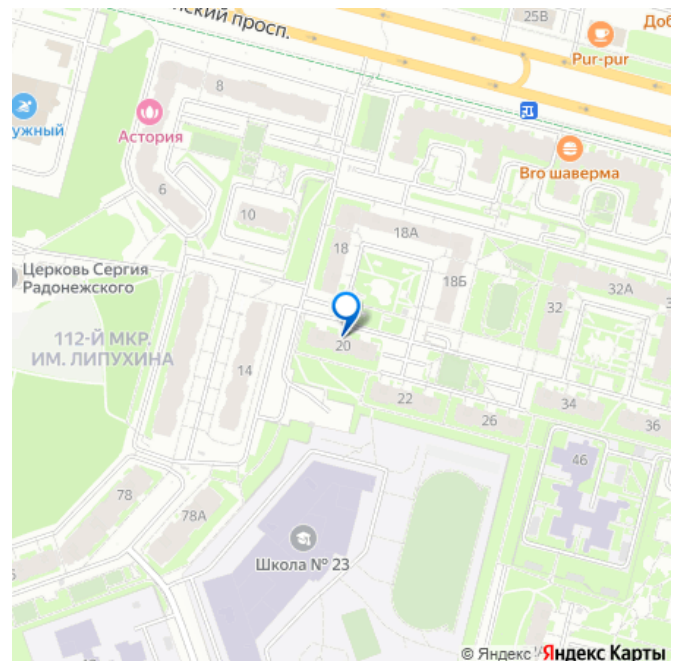 нский просп.
25В
Доб
Pur-pur
8
ужный
Астория
Bro шаверма
6
10
18А
18
18Б
Церковь Сергия
Радонежского
32А
32
3
112-Й МКР.
ИМ. ЛИПУХИНА
20
14
22
26
34
36
46
78
78А
Школа № 23
© Яндекс Яндекс Карты